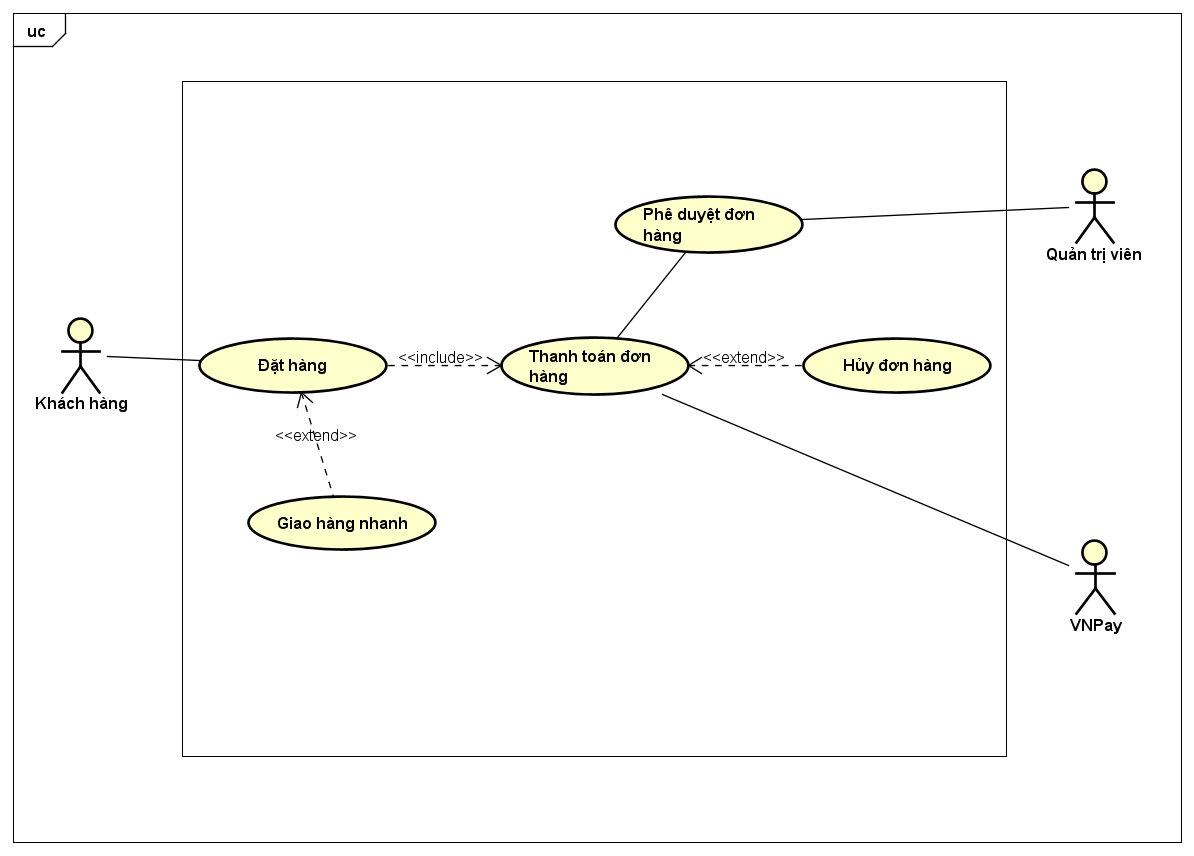 uc
Phê duyệt đơn
hàng
Quản trị viên
Khách hàng
Đặt hàng
<<include>>
Thanh toán đơn
hàng
<<extend>>
Hủy đơn hàng
<<extend>>
Giao hàng nhanh
VNPay